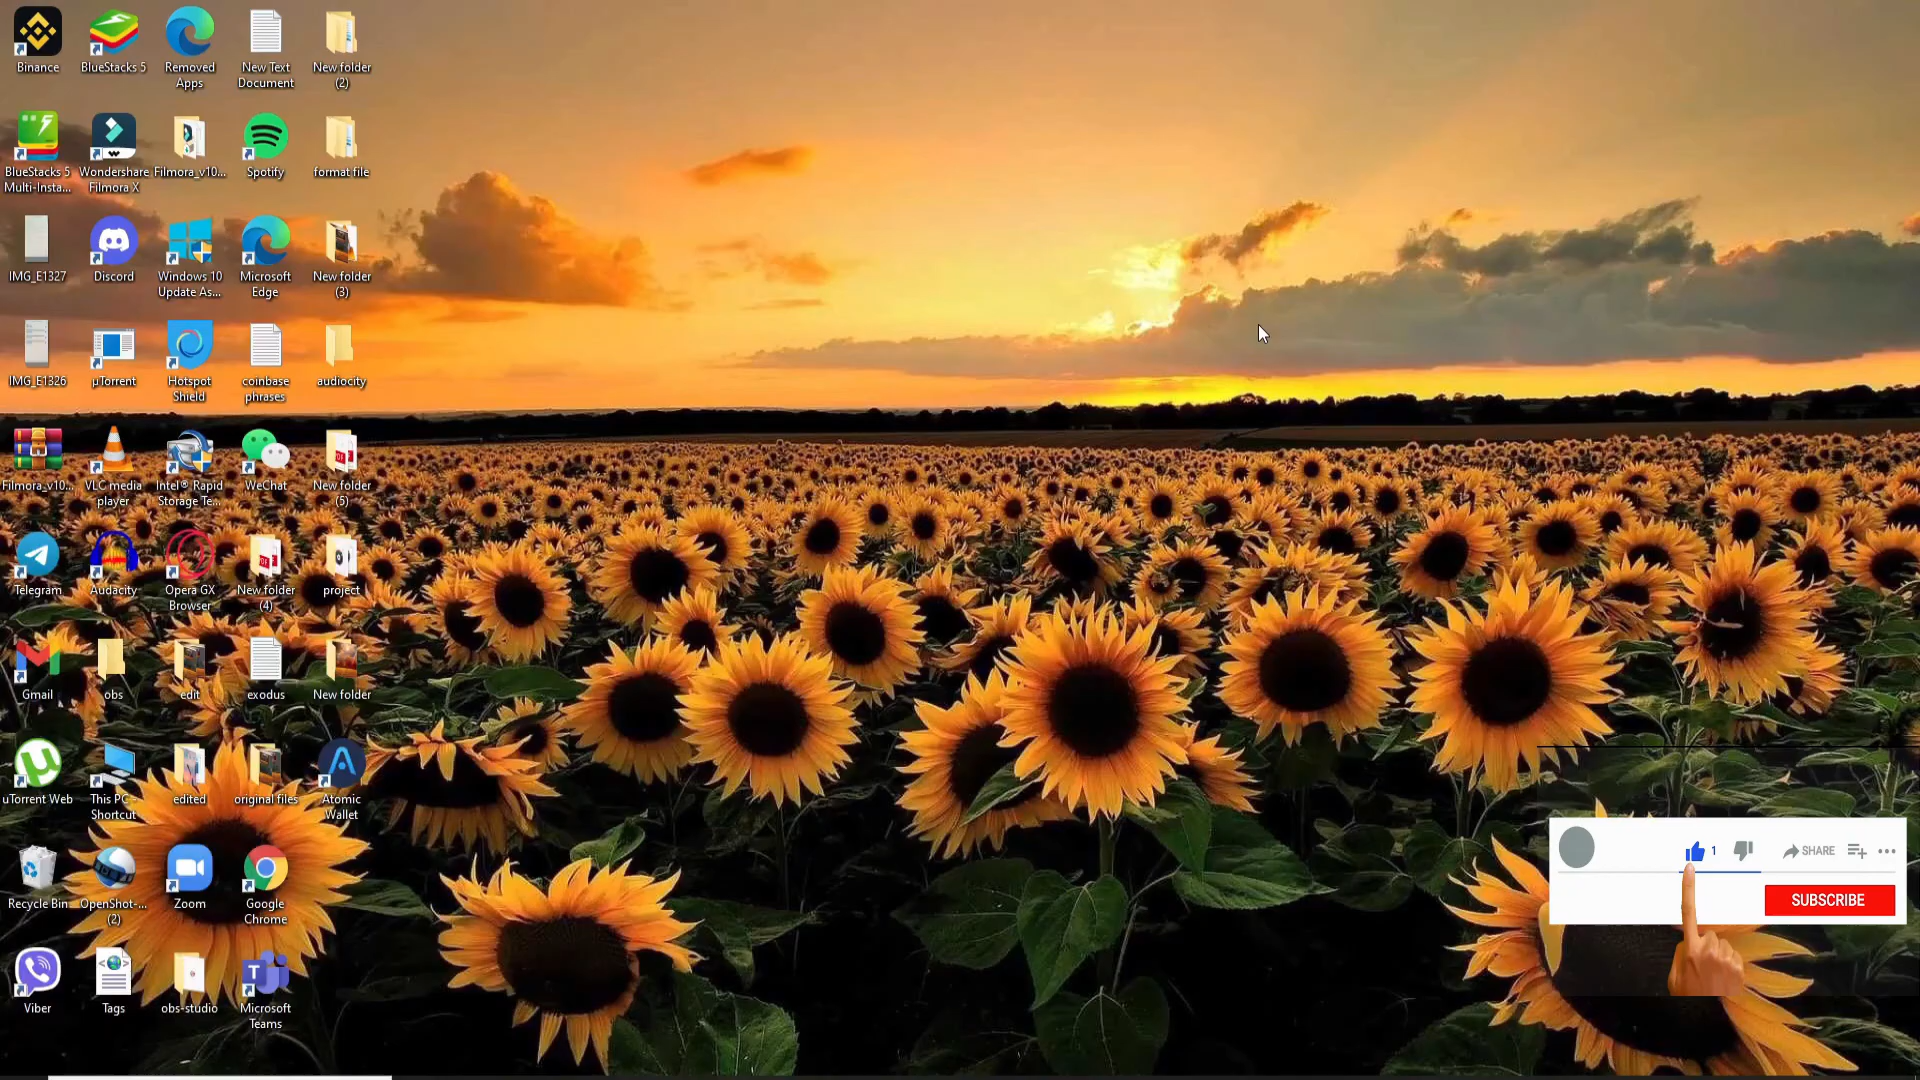 Binance
BlueStacks 5
Removed
Apps
New Text
Document
New folder
(2)
BlueStacks 5
Multi-Insta...
Wondershare
Filmora X
Filmora_v10...
Spotify
format file
IMG_E1327
Discord
Windows 10
Update As...
Microsoft
Edge
New folder
(3)
IMG_E1326
µTorrent
Hotspot
Shield
coinbase
phrases
audiocity
Filmora_v10...
VLC media
player
Intel® Rapid
Storage Te...
WeChat
New folder
(5)
Telegram
Audacity
Opera GX
Browser
New folder
(4)
project
Gmail
obs
edit
exodus
New folder
uTorrent Web
This PC -
Shortcut
edited
original files
Atomic
Wallet
Recycle Bin
OpenShot-...
(2)
Zoom
Google
Chrome
Viber
Tags
obs-studio
Microsoft
Teams
1
SHARE
SUBSCRIBE